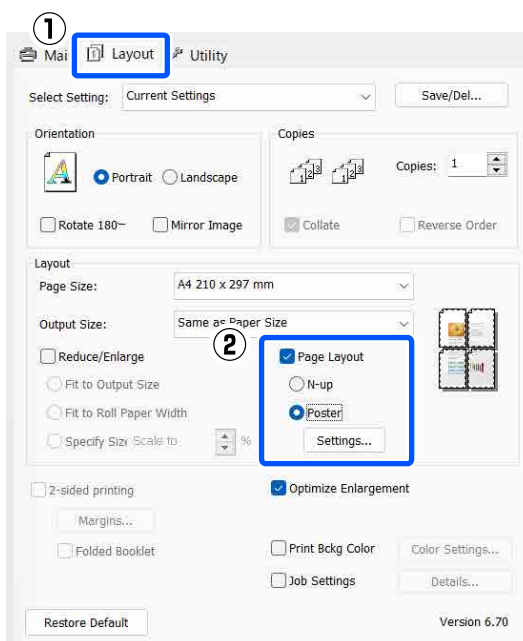 ①
Mai Layout Utility
Select Setting: Current Settings Save/Del...
Orientation Copies
Portrait Landscape Copies: 1
Rotate 180 Mirror Image Collate Reverse Order
Layout
Page Size: A4 210 x 297 mm
Output Size: Same as Paper Size
②
Reduce/Enlarge Page Layout
Fit to Output Size N-up
Fit to Roll Paper Width Poster
Specify Size Scale to % Settings...
2-sided printing Optimize Enlargement
Margins...
Folded Booklet Print Bckg Color Color Settings...
Job Settings Details...
Restore Default Version 6.70